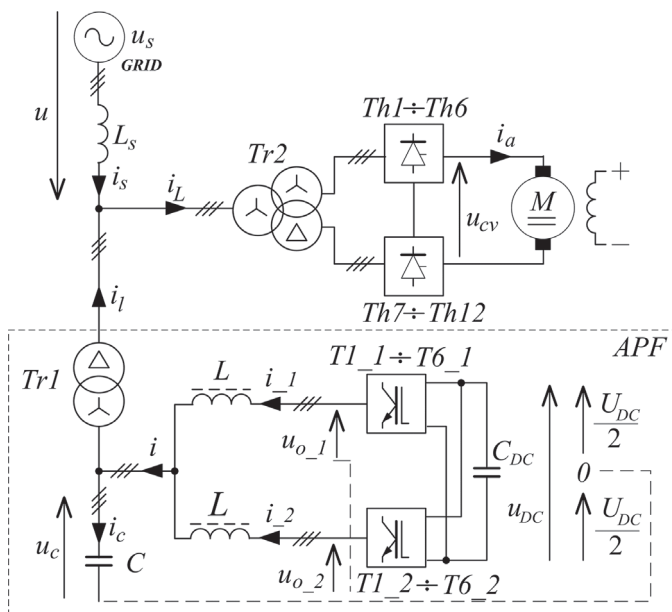 u_s
GRID
u
L_s
Th1÷Th6
Tr2
i_a
i_s
i_L
M
+
u_cv
−
Th7÷Th12
i_l
APF
Tr1
L
i_1
T1_1÷T6_1
u_o_1
C_DC
u_DC
U_DC
2
0
i
L
i_2
U_DC
2
u_c
i_c
C
u_o_2
T1_2÷T6_2